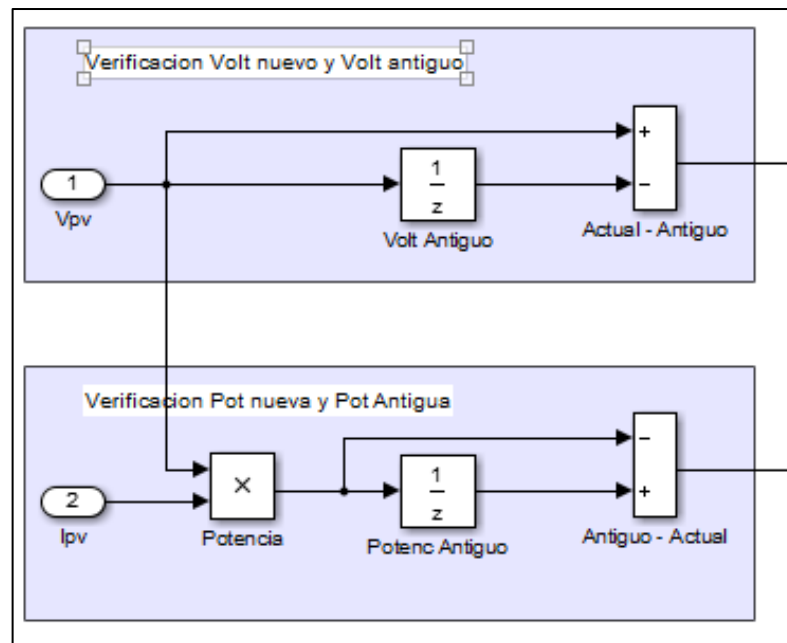 Verificacion Volt nuevo y Volt antiguo
+
1
1
z
−
Vpv
Volt Antiguo
Actual - Antiguo
Verificacion Pot nueva y Pot Antigua
−
×
1
z
+
2
Ipv
Potencia
Potenc Antiguo
Antiguo - Actual